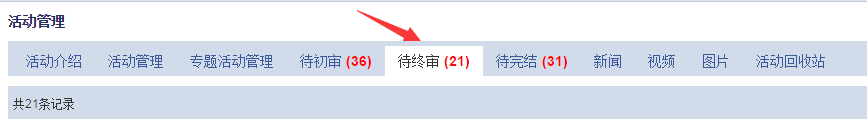 活动管理
活动介绍 活动管理 专题活动管理 待初审 (36) 待终审 (21) 待完结 (31) 新闻 视频 图片 活动回收站
共21条记录